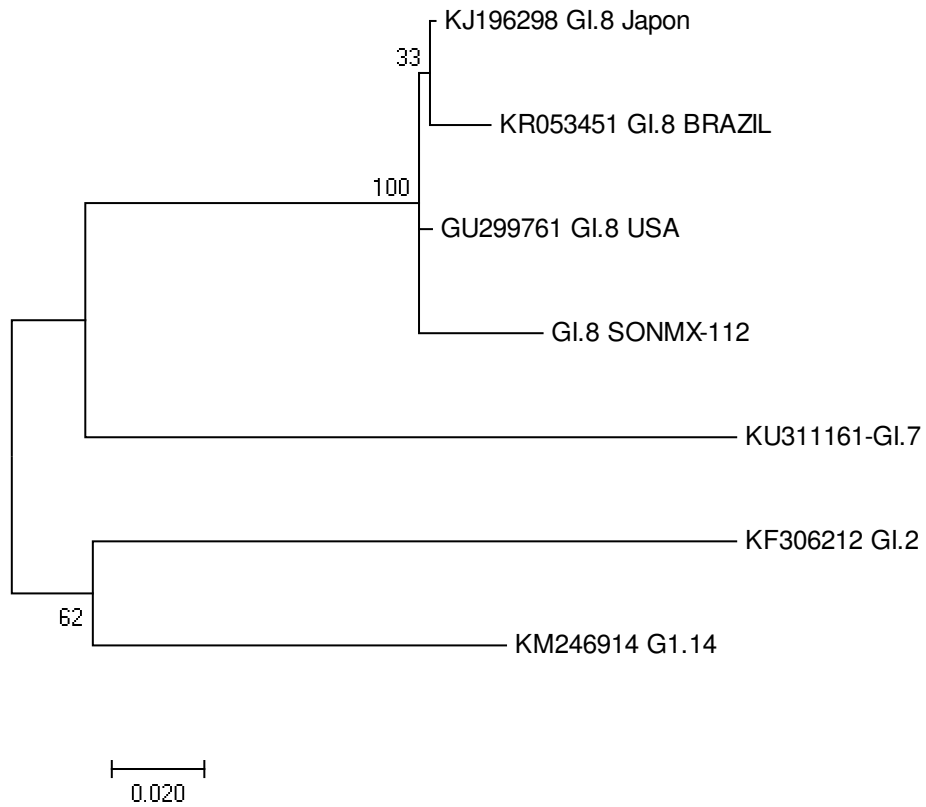 KJ196298 GI.8 Japon
33
KR053451 GI.8 BRAZIL
100
GU299761 GI.8 USA
GI.8 SONMX-112
KU311161-GI.7
KF306212 GI.2
62
KM246914 G1.14
0.020